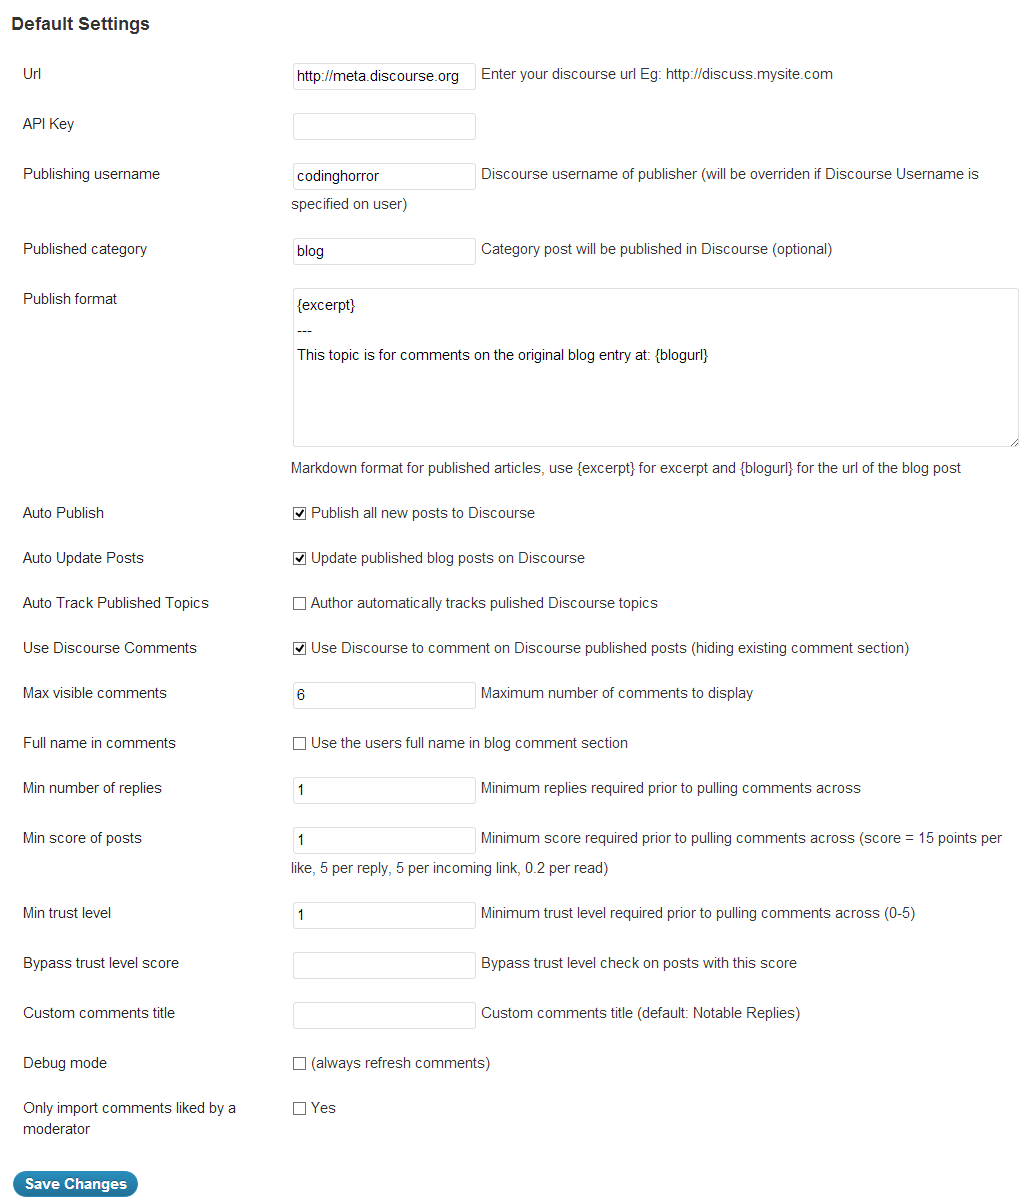 Default Settings
Url
http://meta.discourse.org Enter your discourse url Eg: http://discuss.mysite.com
API Key
Publishing username
codinghorror Discourse username of publisher (will be overriden if Discourse Username is
specified on user)
Published category
blog Category post will be published in Discourse (optional)
Publish format
{excerpt}
---
This topic is for comments on the original blog entry at: {blogurl}
Markdown format for published articles, use {excerpt} for excerpt and {blogurl} for the url of the blog post
Auto Publish
Publish all new posts to Discourse
Auto Update Posts
Update published blog posts on Discourse
Auto Track Published Topics
Author automatically tracks pulished Discourse topics
Use Discourse Comments
Use Discourse to comment on Discourse published posts (hiding existing comment section)
Max visible comments
6 Maximum number of comments to display
Full name in comments
Use the users full name in blog comment section
Min number of replies
1 Minimum replies required prior to pulling comments across
Min score of posts
1 Minimum score required prior to pulling comments across (score = 15 points per
like, 5 per reply, 5 per incoming link, 0.2 per read)
Min trust level
1 Minimum trust level required prior to pulling comments across (0-5)
Bypass trust level score
Bypass trust level check on posts with this score
Custom comments title
Custom comments title (default: Notable Replies)
Debug mode
(always refresh comments)
Only import comments liked by a
moderator
Yes
Save Changes